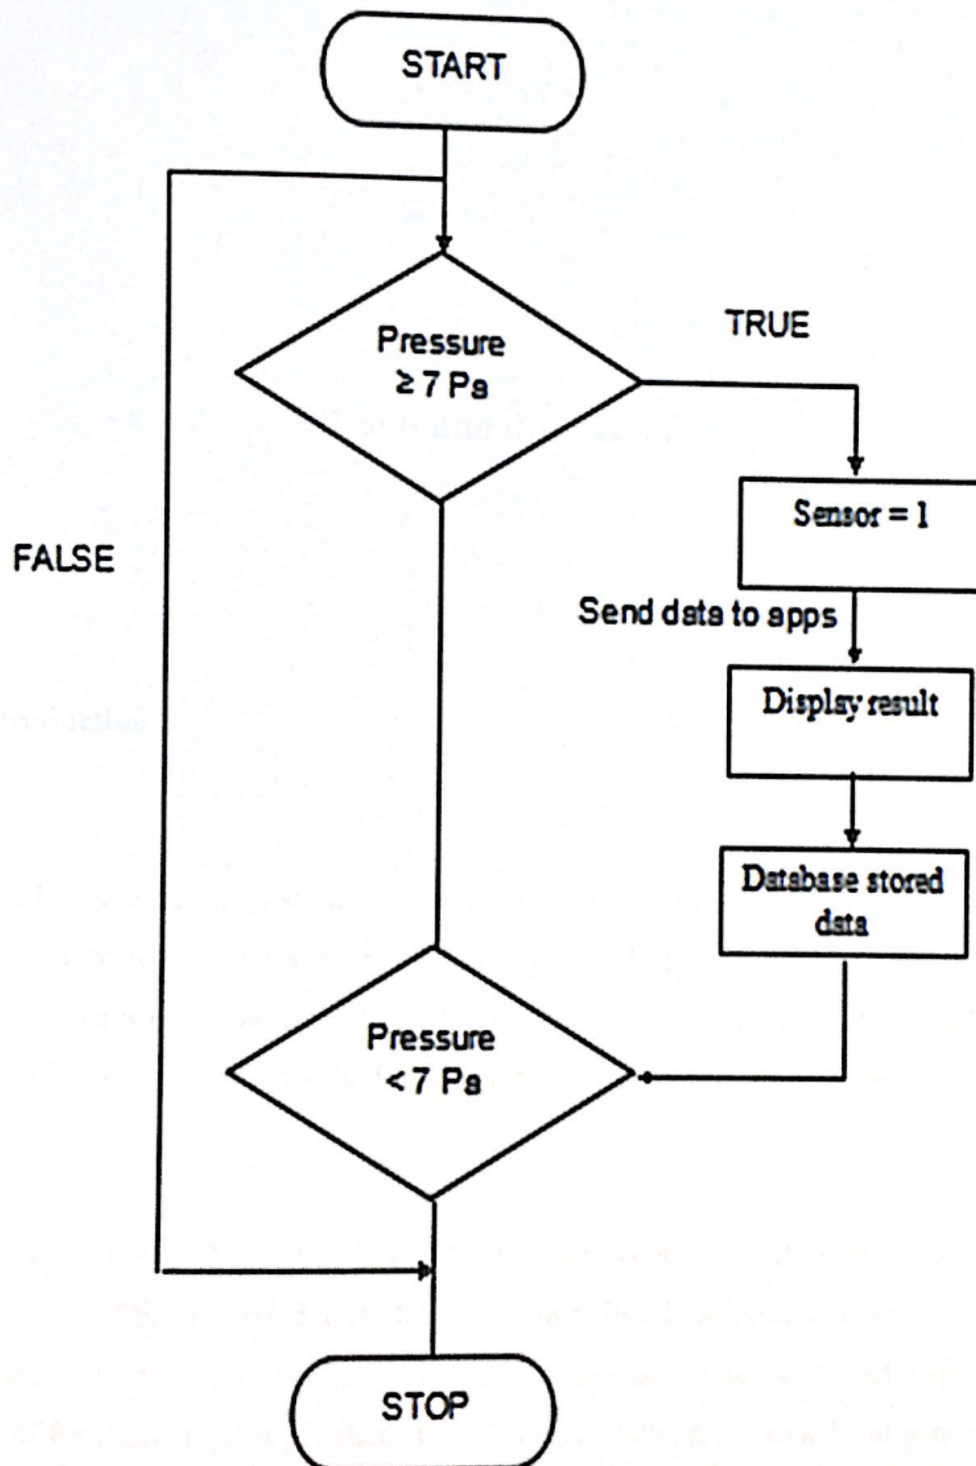 START
Pressure
≥ 7 Pa
TRUE
FALSE
Sensor = 1
Send data to apps
Display result
Database stored
data
Pressure
< 7 Pa
STOP